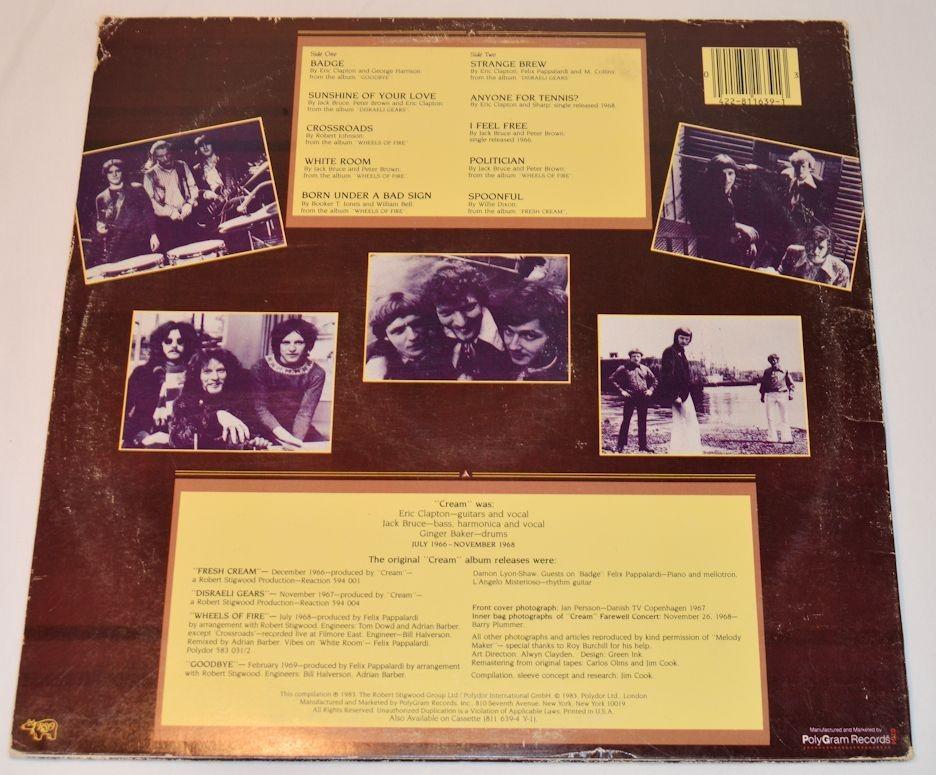 Side One
BADGE
By Eric Clapton and George Harrison:
from the album "GOODBYE".
SUNSHINE OF YOUR LOVE
By Jack Bruce, Peter Brown and Eric Clapton:
from the album "DISRAELI GEARS"
CROSSROADS
By Robert Johnson:
from the album "WHEELS OF FIRE"
WHITE ROOM
By Jack Bruce and Peter Brown:
from the album "WHEELS OF FIRE"
BORN UNDER A BAD SIGN
By Booker T. Jones and William Bell:
from the album "WHEELS OF FIRE"
Side Two
STRANGE BREW
By Eric Clapton, Felix Pappalardi and M. Collins:
from the album "DISRAELI GEARS"
ANYONE FOR TENNIS?
By Eric Clapton and Sharp: single released 1968.
I FEEL FREE
By Jack Bruce and Peter Brown:
single released 1966.
POLITICIAN
By Jack Bruce and Peter Brown:
from the album "WHEELS OF FIRE"
SPOONFUL
By Willie Dixon:
from the album "FRESH CREAM".
0 3
422-811639-1
"Cream" was:
Eric Clapton—guitars and vocal
Jack Bruce—bass, harmonica and vocal
Ginger Baker—drums
JULY 1966–NOVEMBER 1968
The original "Cream" album releases were:
"FRESH CREAM"— December 1966—produced by "Cream"—
a Robert Stigwood Production—Reaction 594 001
"DISRAELI GEARS"— November 1967—produced by "Cream"—
a Robert Stigwood Production—Reaction 594 004
"WHEELS OF FIRE"— July 1968—produced by Felix Pappalardi
by arrangement with Robert Stigwood. Engineers: Tom Dowd and Adrian Barber.
except 'Crossroads'—recorded live at Filmore East. Engineer—Bill Halverson.
Remixed by Adrian Barber. Vibes on 'White Room'— Felix Pappalardi.
Polydor 583 031/2.
"GOODBYE"— February 1969—produced by Felix Pappalardi by arrangement
with Robert Stigwood. Engineers: Bill Halverson, Adrian Barber,
Damon Lyon-Shaw. Guests on 'Badge': Felix Pappalardi—Piano and mellotron,
L'Angelo Misterioso—rhythm guitar
Front cover photograph: Jan Persson—Danish TV Copenhagen 1967
Inner bag photographs of "Cream" Farewell Concert: November 26, 1968—
Barry Plummer.
All other photographs and articles reproduced by kind permission of "Melody
Maker"— special thanks to Roy Burchill for his help.
Art Direction: Alwyn Clayden. Design: Green Ink.
Remastering from original tapes: Carlos Olms and Jim Cook.
Compilation, sleeve concept and research: Jim Cook.
This compilation ℗ 1983. The Robert Stigwood Group Ltd / Polydor International GmbH. © 1983. Polydor Ltd., London
Manufactured and Marketed by PolyGram Records, Inc., 810 Seventh Avenue, New York, New York 10019.
All Rights Reserved. Unauthorized Duplication is a Violation of Applicable Laws. Printed in U.S.A.
Also Available on Cassette (811 639-4 Y-1).
RSO
Manufactured and Marketed by
PolyGram Records